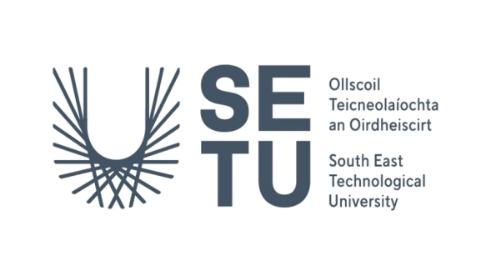 SE
TU
Ollscoil
Teicneolaíochta
an Oirdheiscirt
South East
Technological
University